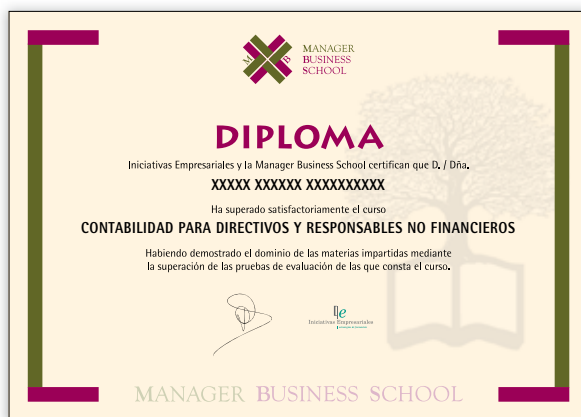 M B
MANAGER
BUSINESS
SCHOOL
DIPLOMA
Iniciativas Empresariales y la Manager Business School certifican que D. / Dña.
XXXXX XXXXXX XXXXXXXXXX
Ha superado satisfactoriamente el curso
CONTABILIDAD PARA DIRECTIVOS Y RESPONSABLES NO FINANCIEROS
Habiendo demostrado el dominio de las materias impartidas mediante
la superación de las pruebas de evaluación de las que consta el curso.
Ie
Iniciativas Empresariales
MANAGER BUSINESS SCHOOL